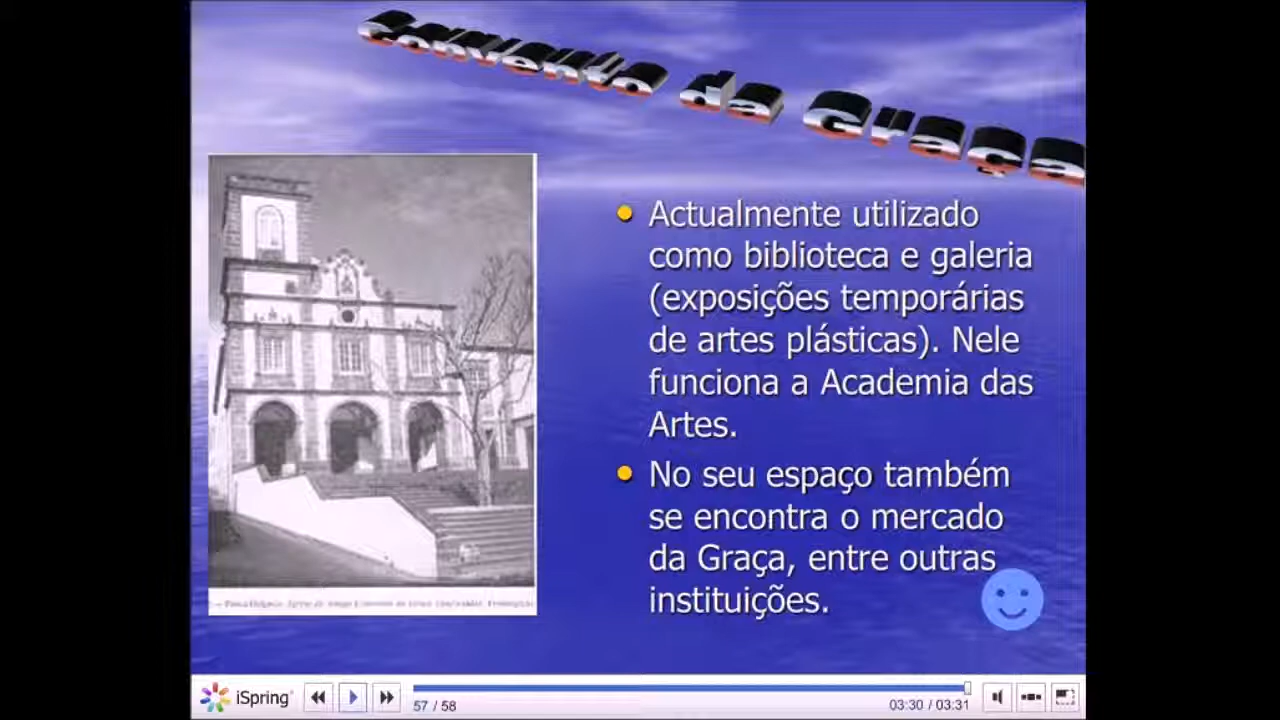 Convento da Graça
Actualmente utilizado
como biblioteca e galeria
(exposições temporárias
de artes plásticas). Nele
funciona a Academia das
Artes.
No seu espaço também
se encontra o mercado
da Graça, entre outras
instituições.
iSpring
57 / 58
03:30 / 03:31